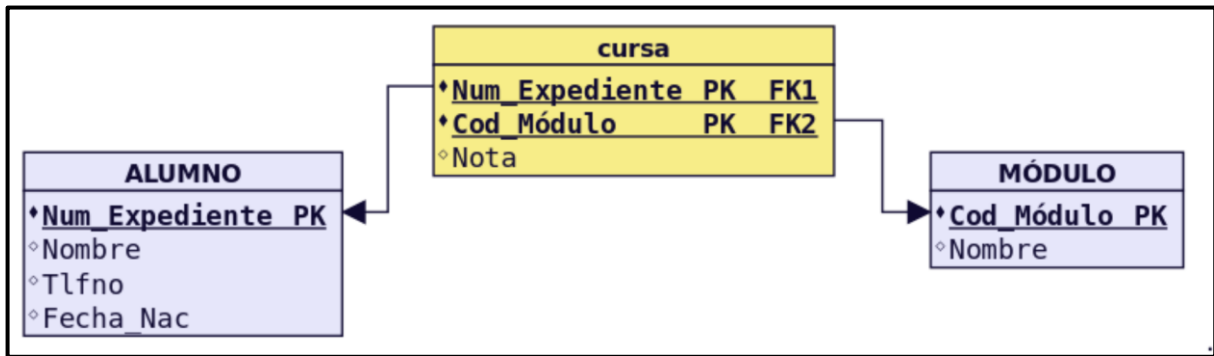 cursa
Num_Expediente PK FK1
Cod_Módulo PK FK2
Nota
ALUMNO
Num_Expediente PK
Nombre
Tlfno
Fecha_Nac
MÓDULO
Cod_Módulo PK
Nombre